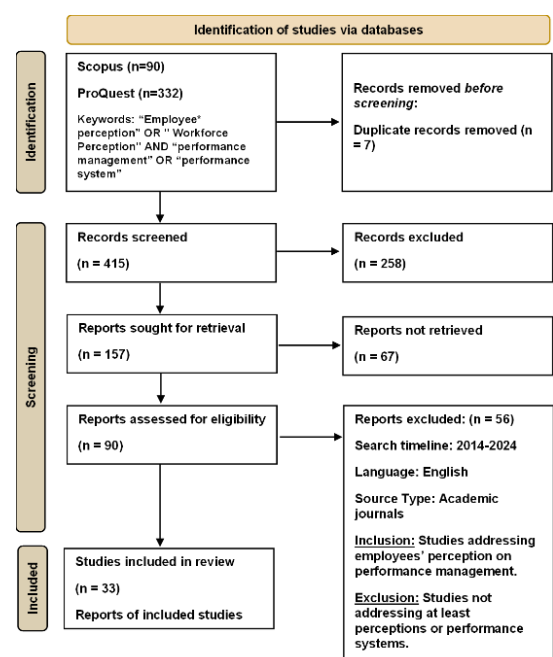 Identification of studies via databases
Identification
Scopus (n=90)
ProQuest (n=332)
Keywords: “Employee*
perception” OR " Workforce
Perception” AND “performance
management” OR “performance
system”
Records removed before
screening:
Duplicate records removed (n
= 7)
Screening
Records screened
(n = 415)
Records excluded
(n = 258)
Reports sought for retrieval
(n = 157)
Reports not retrieved
(n = 67)
Reports assessed for eligibility
(n = 90)
Reports excluded: (n = 56)
Search timeline: 2014-2024
Language: English
Source Type: Academic
journals
Inclusion: Studies addressing
employees’ perception on
performance management.
Exclusion: Studies not
addressing at least
perceptions or performance
systems.
Included
Studies included in review
(n = 33)
Reports of included studies